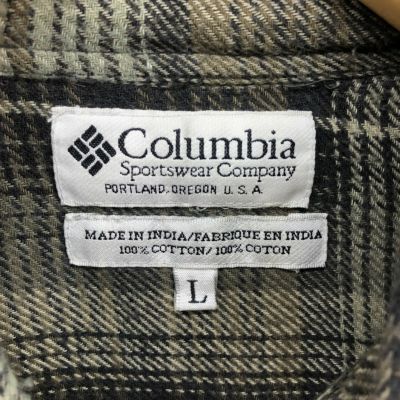 Columbia
Sportswear Company
PORTLAND, OREGON U. S. A.
MADE IN INDIA/FABRIQUE EN INDIA
100% COTTON/ 100% COTON
L